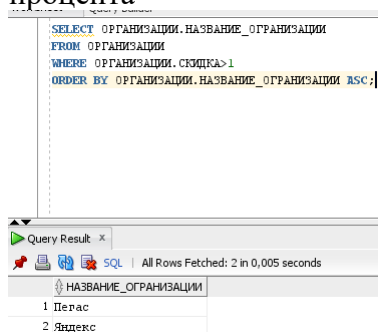 процента
SELECT ОРГАНИЗАЦИИ.НАЗВАНИЕ_ОГРАНИЗАЦИИ
FROM ОРГАНИЗАЦИИ
WHERE ОРГАНИЗАЦИИ.СКИДКА>1
ORDER BY ОРГАНИЗАЦИИ.НАЗВАНИЕ_ОГРАНИЗАЦИИ ASC;
Query Result x
SQL | All Rows Fetched: 2 in 0,005 seconds
НАЗВАНИЕ_ОГРАНИЗАЦИИ
1 Пегас
2 Яндекс